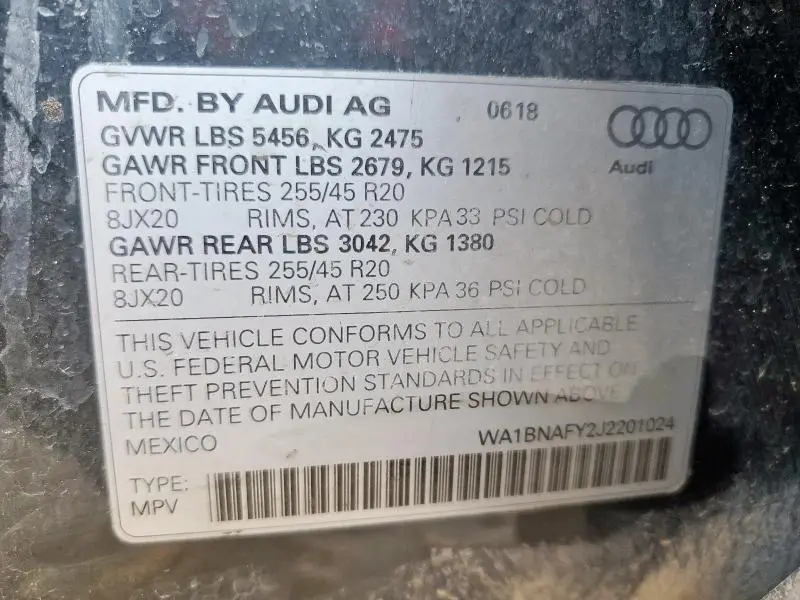 MFD. BY AUDI AG 0618
GVWR LBS 5456, KG 2475
GAWR FRONT LBS 2679, KG 1215
Audi
FRONT-TIRES 255/45 R20
8JX20 RIMS, AT 230 KPA 33 PSI COLD
GAWR REAR LBS 3042, KG 1380
REAR-TIRES 255/45 R20
8JX20 RIMS, AT 250 KPA 36 PSI COLD
THIS VEHICLE CONFORMS TO ALL APPLICABLE
U.S. FEDERAL MOTOR VEHICLE SAFETY AND
THEFT PREVENTION STANDARDS IN EFFECT ON
THE DATE OF MANUFACTURE SHOWN ABOVE
MEXICO WA1BNAFY2J2201024
TYPE:
MPV